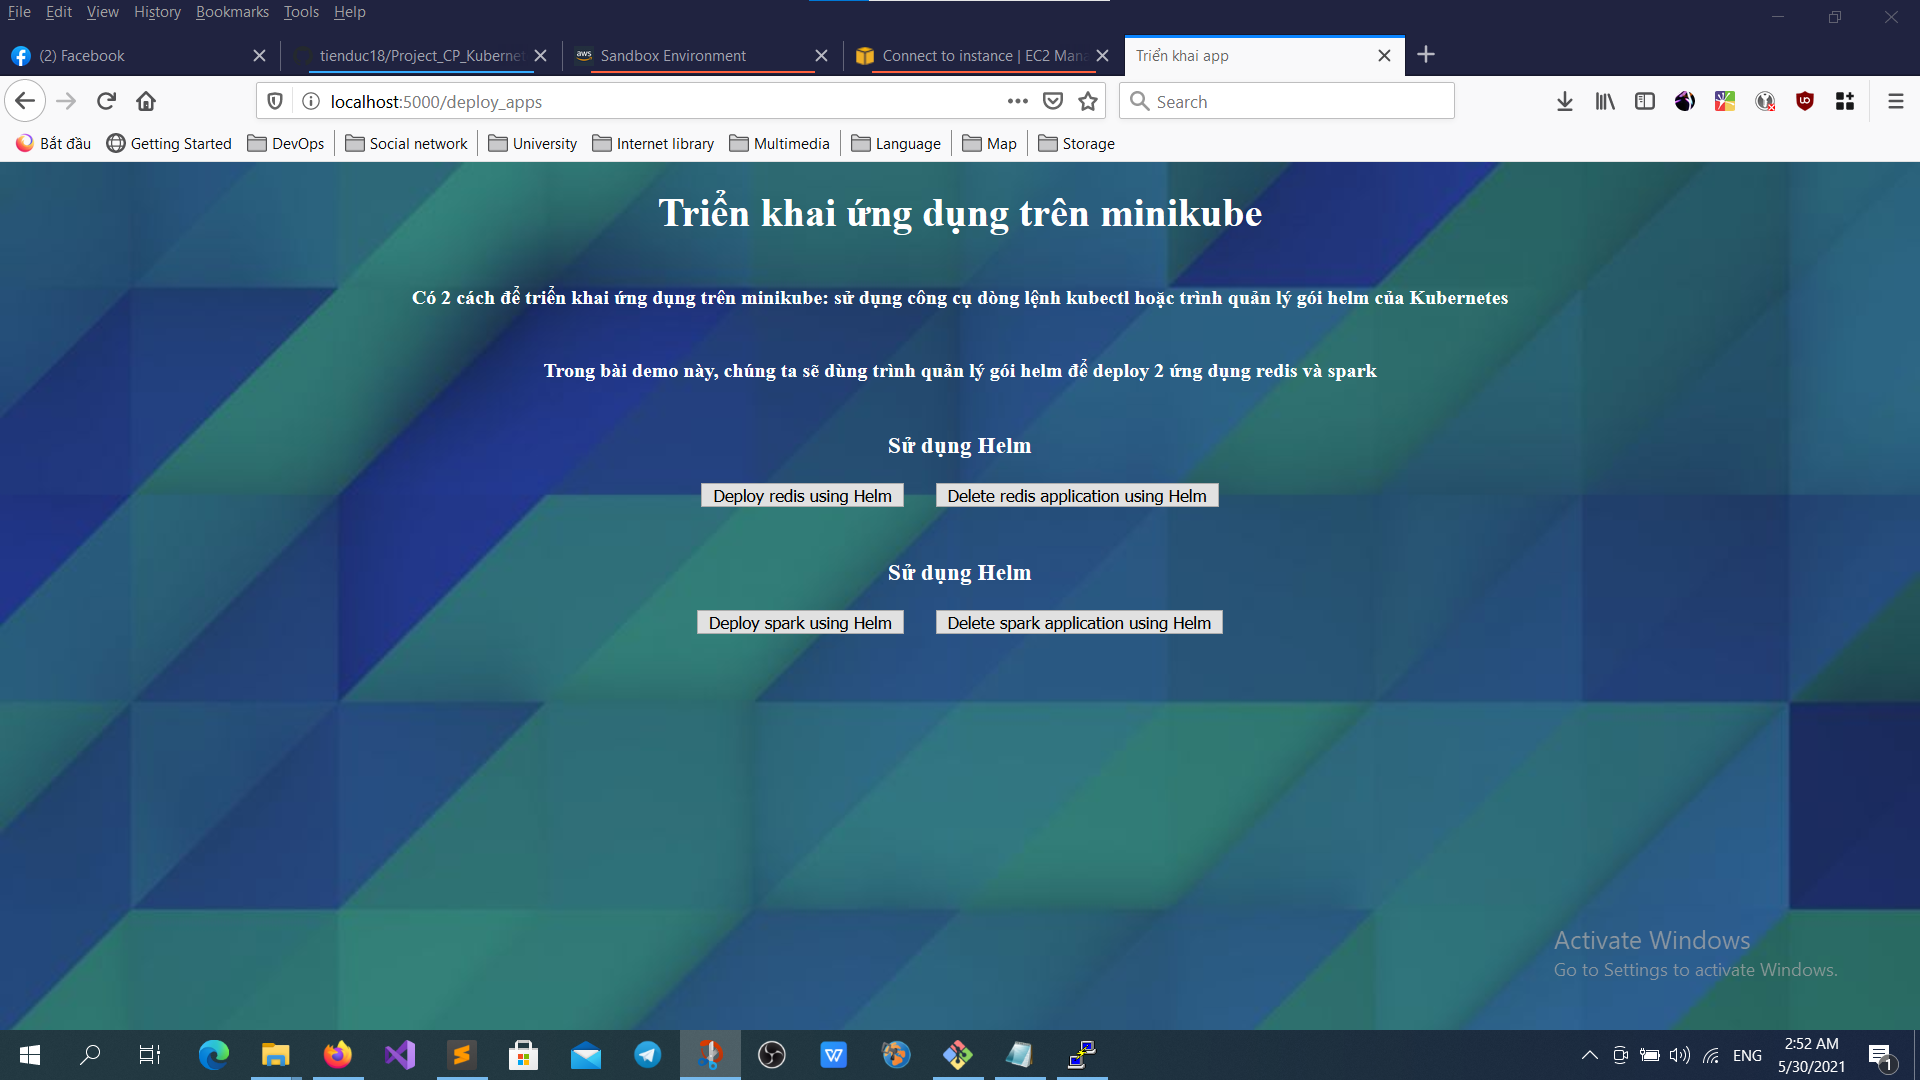 File Edit View History Bookmarks Tools Help
(2) Facebook
tienduc18/Project_CP_Kubernet
aws Sandbox Environment
Connect to instance | EC2 Mana
Triển khai app
localhost:5000/deploy_apps
Search
Bắt đầu Getting Started DevOps Social network University Internet library Multimedia Language Map Storage
Triển khai ứng dụng trên minikube
Có 2 cách để triển khai ứng dụng trên minikube: sử dụng công cụ dòng lệnh kubectl hoặc trình quản lý gói helm của Kubernetes
Trong bài demo này, chúng ta sẽ dùng trình quản lý gói helm để deploy 2 ứng dụng redis và spark
Sử dụng Helm
Deploy redis using Helm Delete redis application using Helm
Sử dụng Helm
Deploy spark using Helm Delete spark application using Helm
Activate Windows
Go to Settings to activate Windows.
ENG
2:52 AM
5/30/2021
1